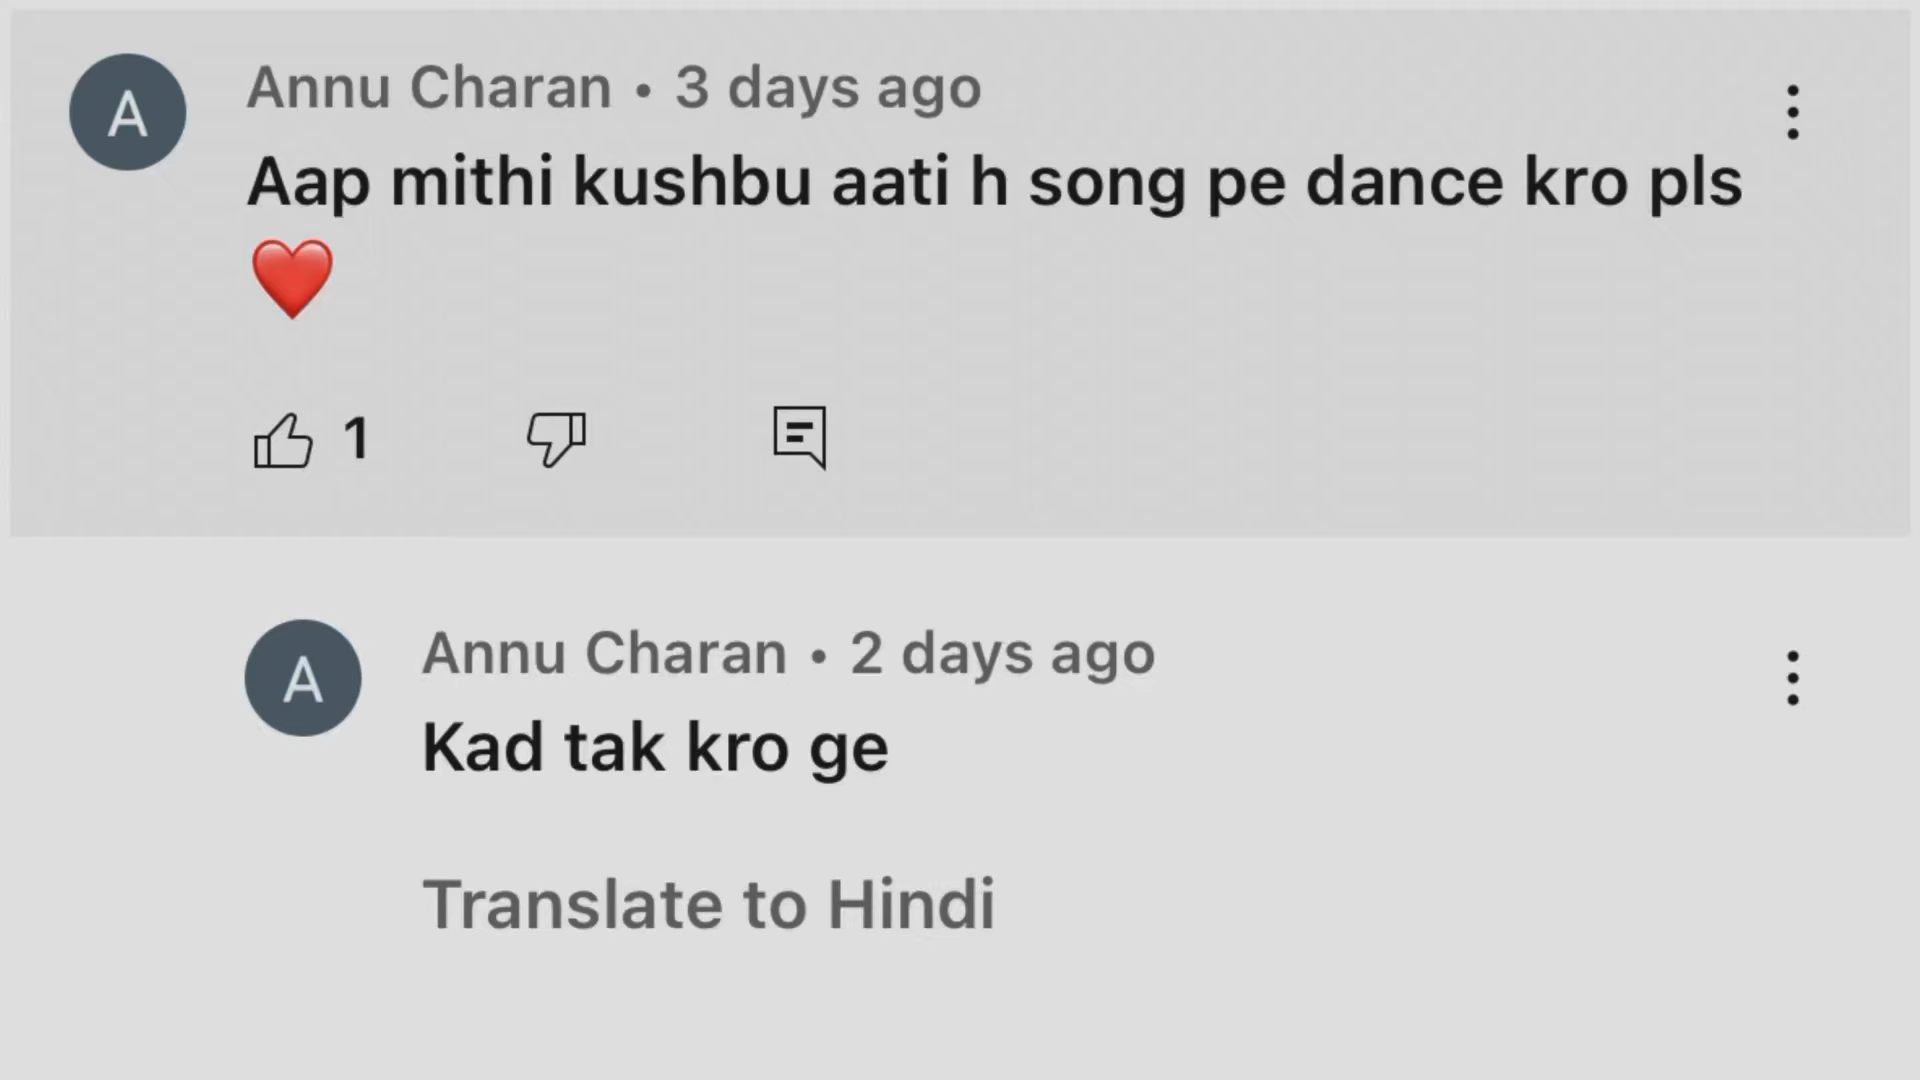 A
Annu Charan • 3 days ago
Aap mithi kushbu aati h song pe dance kro pls
❤️
1
A
Annu Charan • 2 days ago
Kad tak kro ge
Translate to Hindi